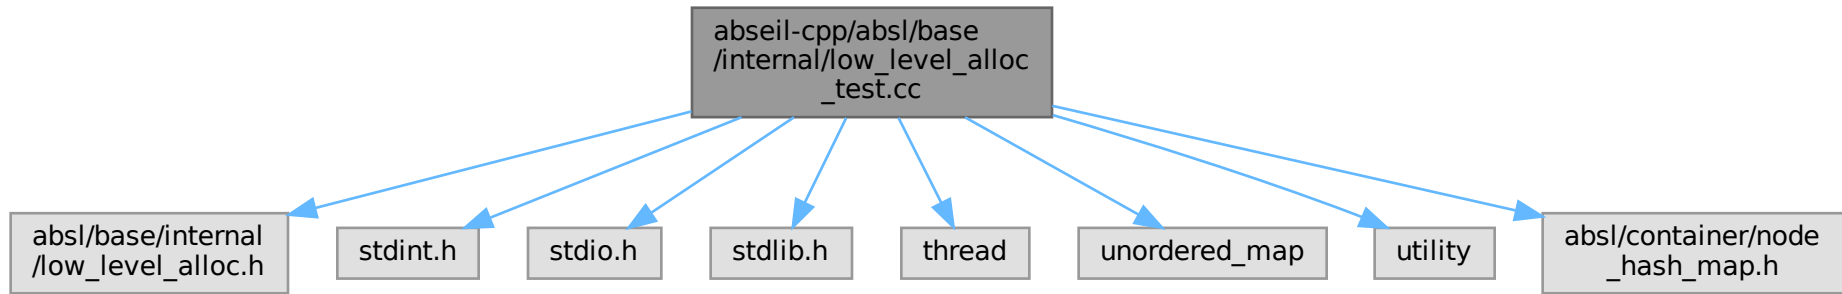 abseil-cpp/absl/base
/internal/low_level_alloc
_test.cc
absl/base/internal
/low_level_alloc.h
stdint.h
stdio.h
stdlib.h
thread
unordered_map
utility
absl/container/node
_hash_map.h